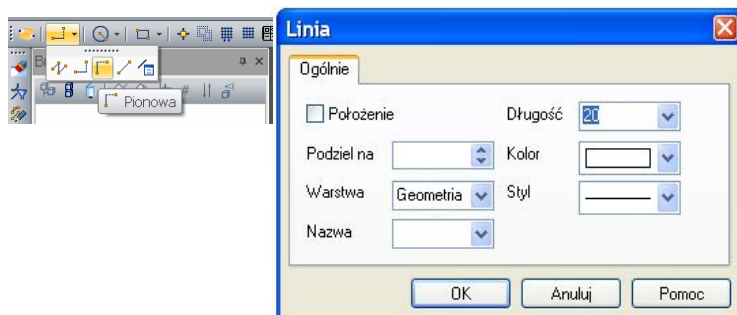 Pionowa
Linia
Ogólnie
Położenie
Długość 20
Podziel na
Kolor
Warstwa Geometria
Styl
Nazwa
OK Anuluj Pomoc